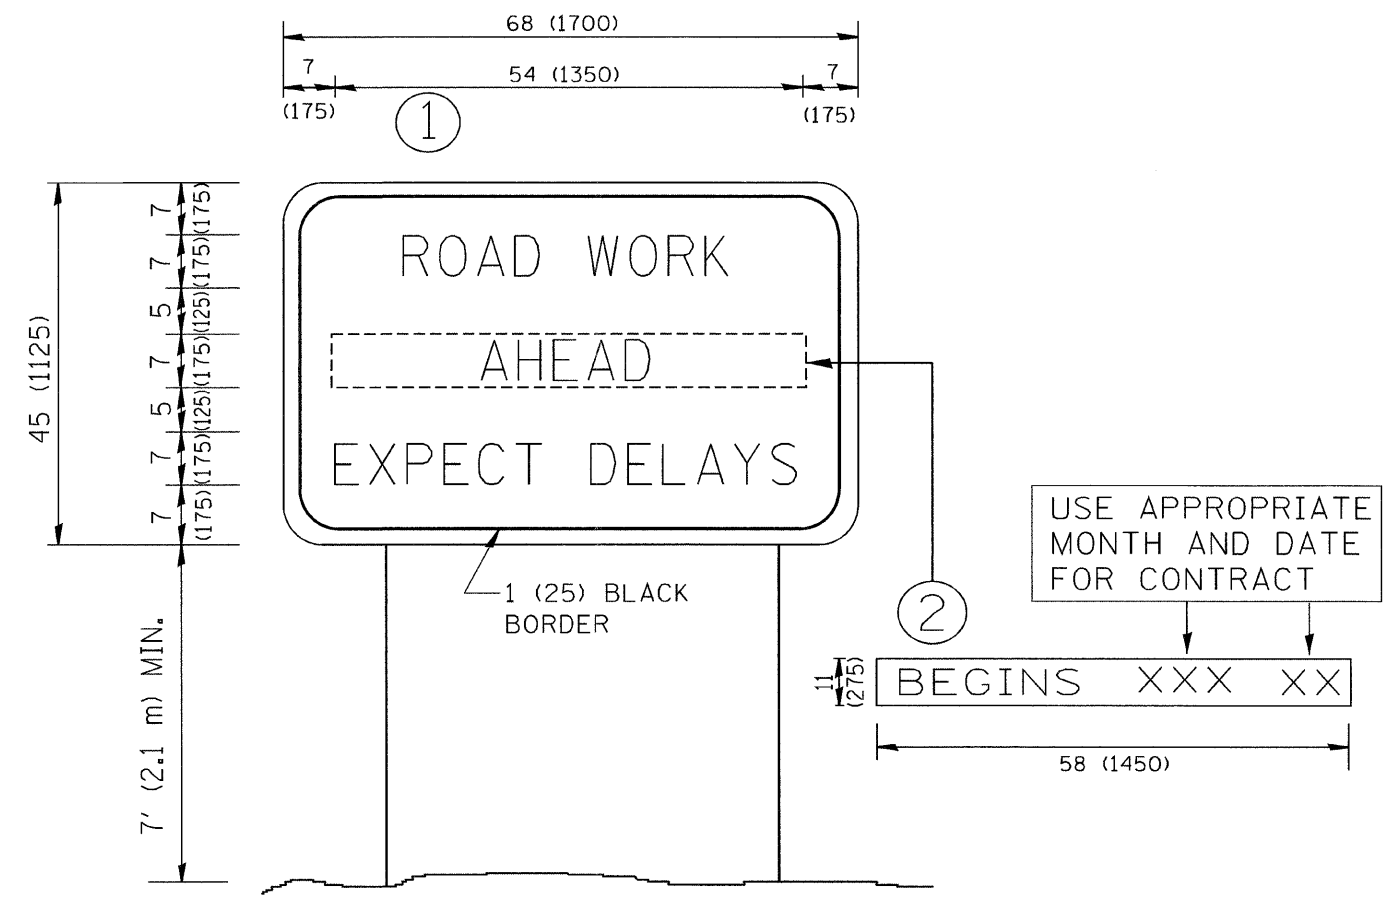 68 (1700)
7
54 (1350)
7
(175)
(175)
1
45 (1125)
7
(175)
7
(175)
5
(125)
7
(175)
5
(125)
7
(175)
7
(175)
ROAD WORK
AHEAD
EXPECT DELAYS
1 (25) BLACK
BORDER
7' (2.1 m) MIN.
USE APPROPRIATE
MONTH AND DATE
FOR CONTRACT
2
11
(275)
BEGINS XXX XX
58 (1450)